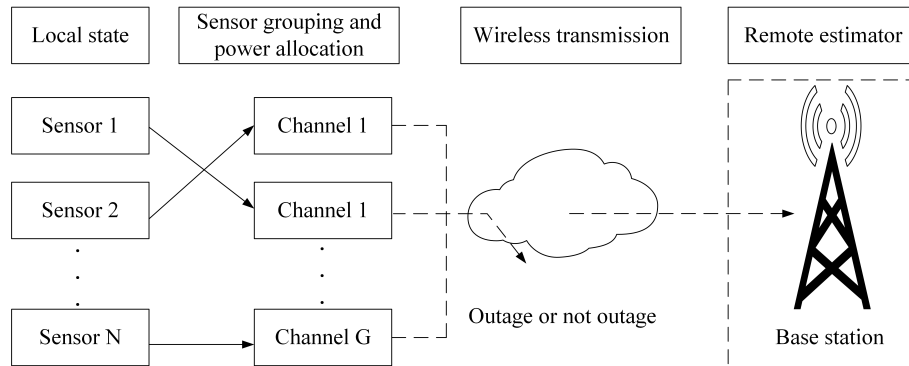 Local state
Sensor grouping and
power allocation
Wireless transmission
Remote estimator
Sensor 1
Channel 1
Sensor 2
Channel 1
Sensor N
Channel G
Outage or not outage
Base station